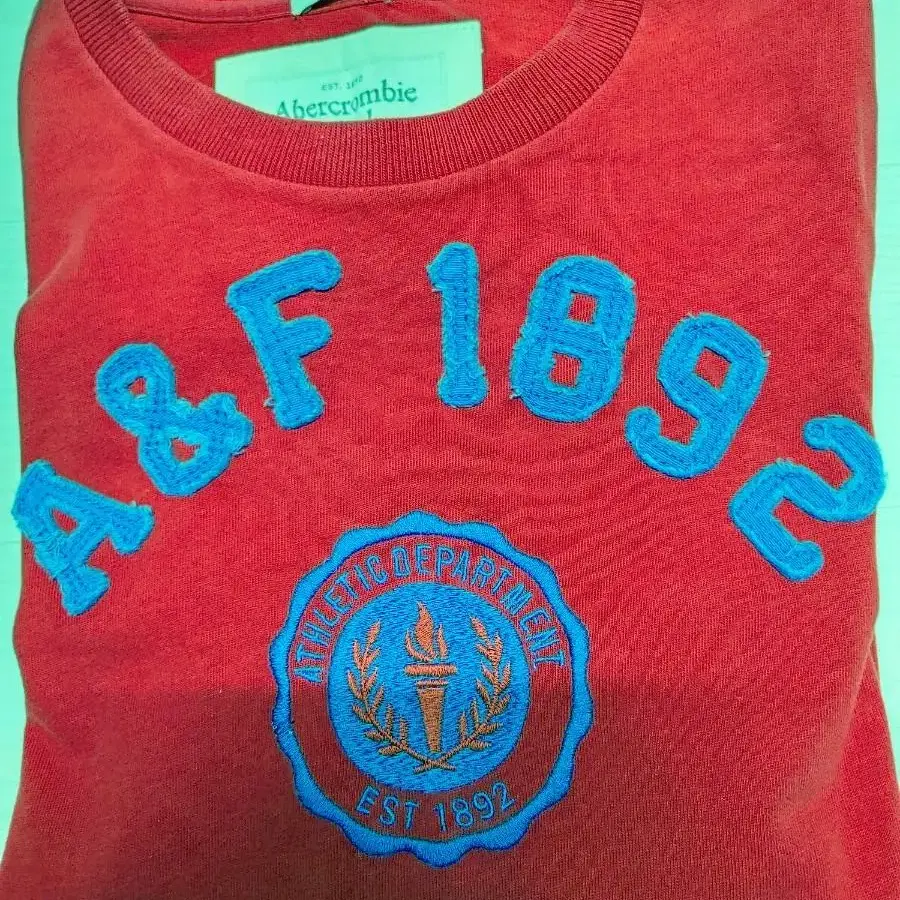 EST. 1892
Abercrombie
A&F 1892
ATHLETIC DEPARTMENT
EST 1892